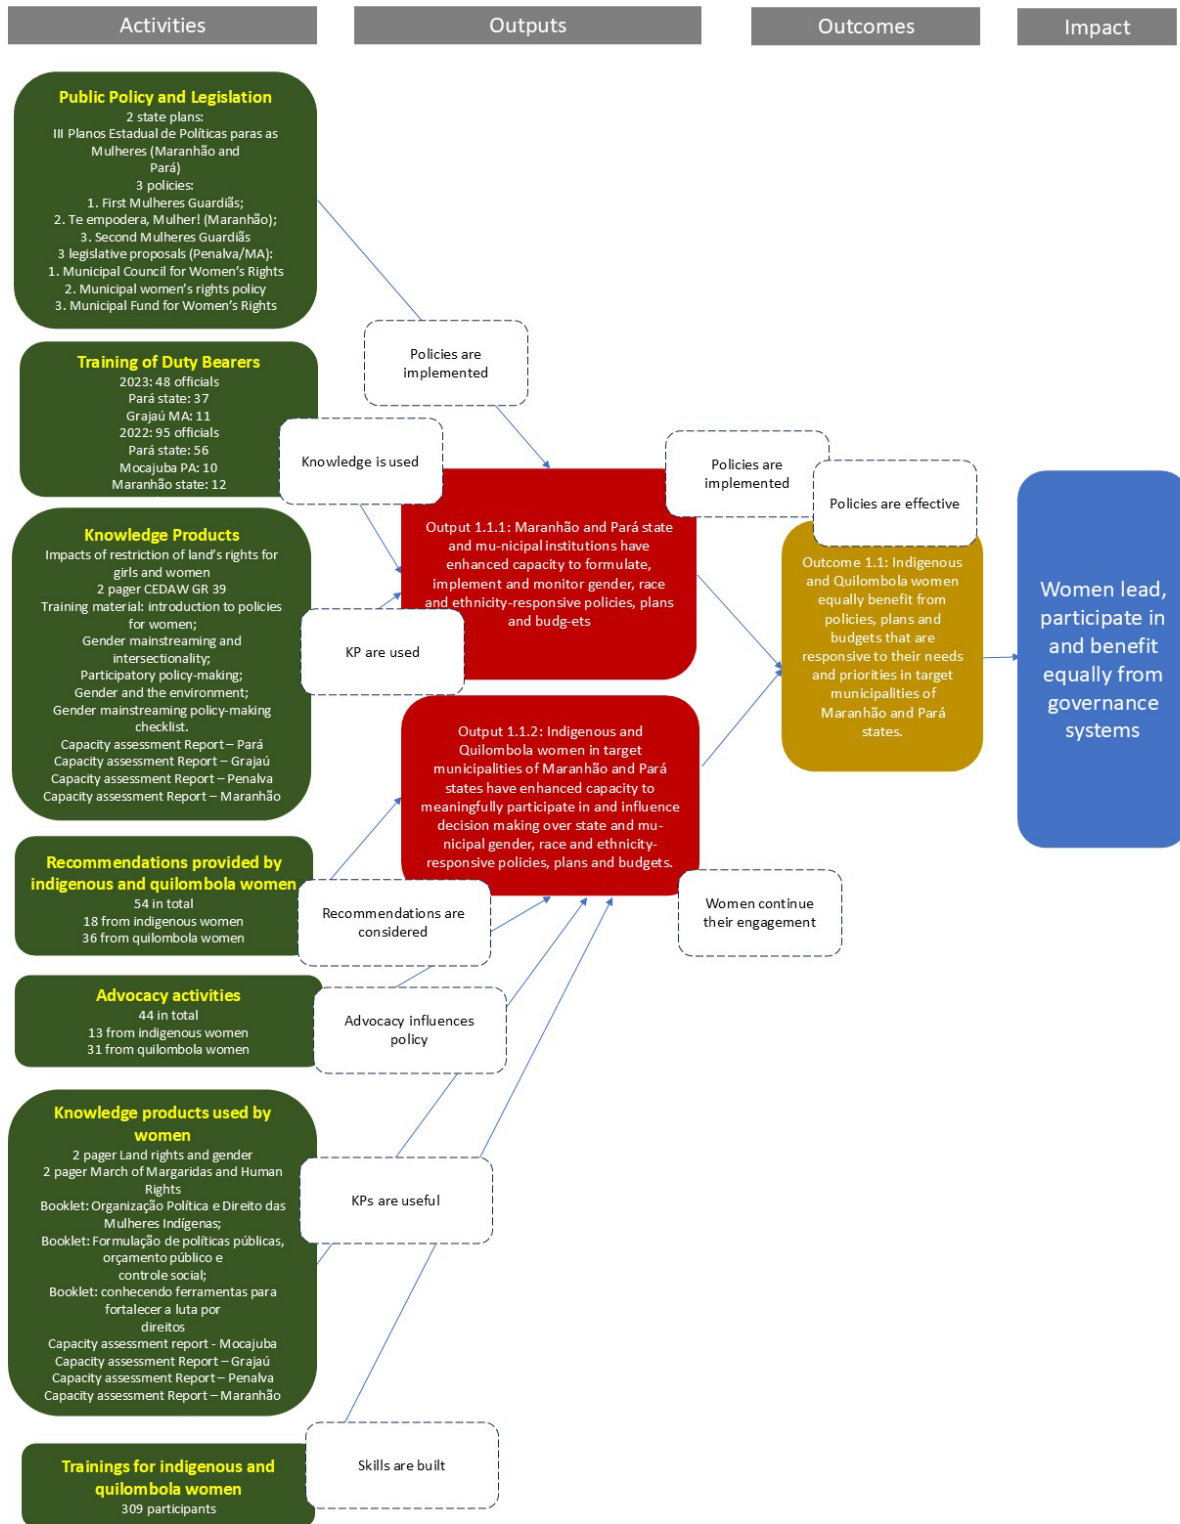 Activities
Outputs
Outcomes
Impact
Public Policy and Legislation
2 state plans:
III Planos Estadual de Políticas paras as
Mulheres (Maranhão and
Pará)
3 policies:
1. First Mulheres Guardiãs;
2. Te empodera, Mulher! (Maranhão);
3. Second Mulheres Guardiãs
3 legislative proposals (Penalva/MA):
1. Municipal Council for Women’s Rights
2. Municipal women’s rights policy
3. Municipal Fund for Women’s Rights
Policies are
implemented
Training of Duty Bearers
2023: 48 officials
Pará state: 37
Grajaú MA: 11
2022: 95 officials
Pará state: 56
Mocajuba PA: 10
Maranhão state: 12
Knowledge is used
Knowledge Products
Impacts of restriction of land’s rights for
girls and women
2 pager CEDAW GR 39
Training material: introduction to policies
for women;
Gender mainstreaming and
intersectionality;
Participatory policy-making;
Gender and the environment;
Gender mainstreaming policy-making
checklist.
Capacity assessment Report – Pará
Capacity assessment Report – Grajaú
Capacity assessment Report – Penalva
Capacity assessment Report – Maranhão
KP are used
Output 1.1.1: Maranhão and Pará state
and mu-nicipal institutions have
enhanced capacity to formulate,
implement and monitor gender, race
and ethnicity-responsive policies, plans
and budg-ets
Policies are
implemented
Policies are effective
Outcome 1.1: Indigenous
and Quilombola women
equally benefit from
policies, plans and
budgets that are
responsive to their needs
and priorities in target
municipalities of
Maranhão and Pará
states.
Women lead,
participate in
and benefit
equally from
governance
systems
Output 1.1.2: Indigenous and
Quilombola women in target
municipalities of Maranhão and Pará
states have enhanced capacity to
meaningfully participate in and influence
decision making over state and mu-
nicipal gender, race and ethnicity-
responsive policies, plans and budgets.
Women continue
their engagement
Recommendations provided by
indigenous and quilombola women
54 in total
18 from indigenous women
36 from quilombola women
Recommendations are
considered
Advocacy activities
44 in total
13 from indigenous women
31 from quilombola women
Advocacy influences
policy
Knowledge products used by
women
2 pager Land rights and gender
2 pager March of Margaridas and Human
Rights
Booklet: Organização Política e Direito das
Mulheres Indígenas;
Booklet: Formulação de políticas públicas,
orçamento público e
controle social;
Booklet: conhecendo ferramentas para
fortalecer a luta por
direitos
Capacity assessment report - Mocajuba
Capacity assessment Report – Grajaú
Capacity assessment Report – Penalva
Capacity assessment Report – Maranhão
KPs are useful
Trainings for indigenous and
quilombola women
309 participants
Skills are built